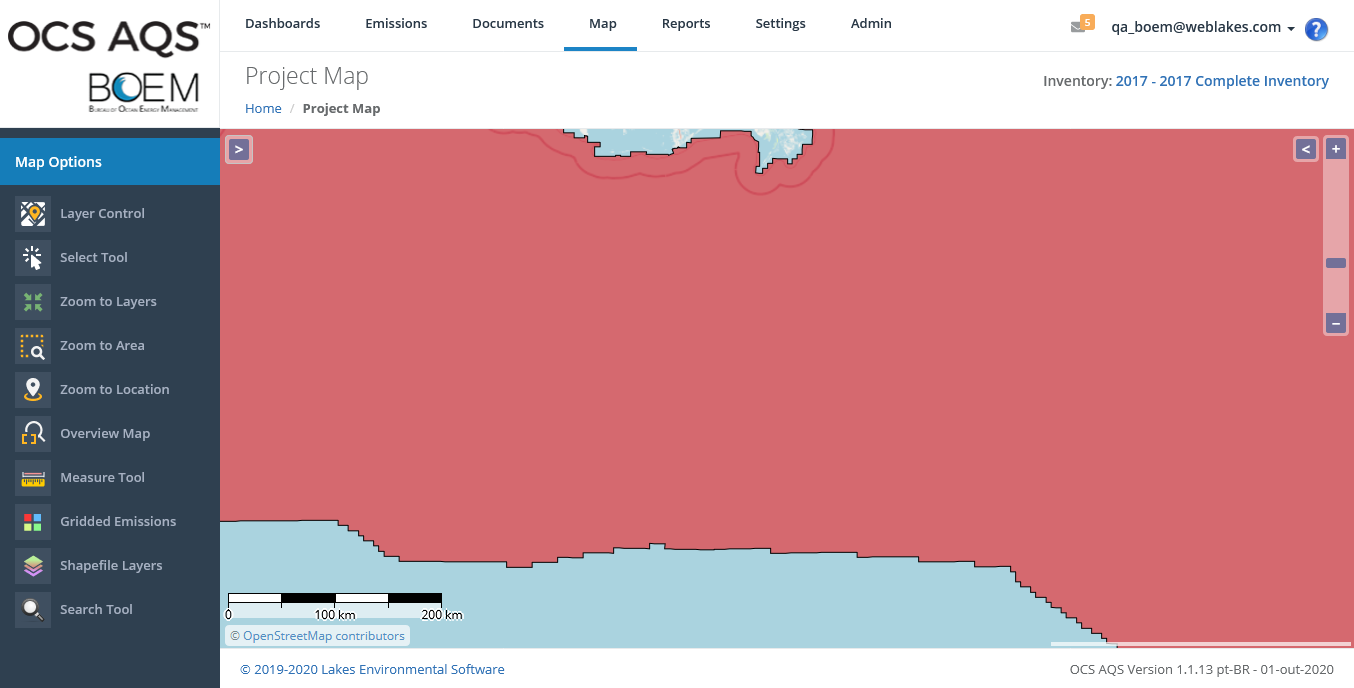 OCS AQS™
BOEM
BUREAU OF OCEAN ENERGY MANAGEMENT
Dashboards
Emissions
Documents
Map
Reports
Settings
Admin
5
qa_boem@weblakes.com
?
Project Map
Inventory: 2017 - 2017 Complete Inventory
Home / Project Map
Map Options
Layer Control
Select Tool
Zoom to Layers
Zoom to Area
Zoom to Location
Overview Map
Measure Tool
Gridded Emissions
Shapefile Layers
Search Tool
>
<
+
−
0 100 km 200 km
© OpenStreetMap contributors
© 2019-2020 Lakes Environmental Software
OCS AQS Version 1.1.13 pt-BR - 01-out-2020